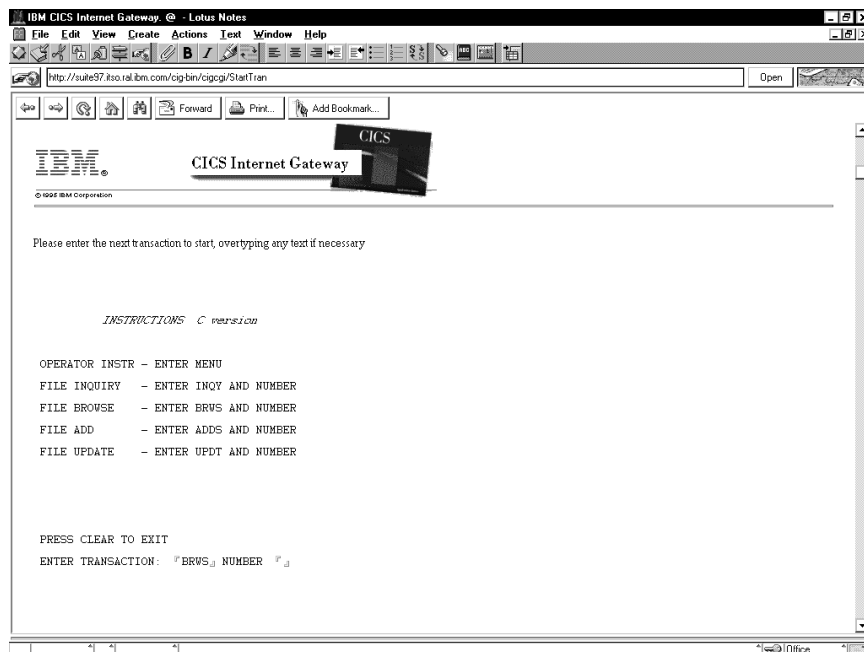 IBM CICS Internet Gateway. @ - Lotus Notes
File Edit View Create Actions Text Window Help
http://suite97.itso.ral.ibm.com/cig-bin/cigcgi/StartTran Open
Forward Print... Add Bookmark...
CICS
IBM® CICS Internet Gateway
© 1995 IBM Corporation
Please enter the next transaction to start, overtyping any text if necessary
INSTRUCTIONS C version
OPERATOR INSTR - ENTER MENU
FILE INQUIRY - ENTER INQY AND NUMBER
FILE BROWSE - ENTER BRWS AND NUMBER
FILE ADD - ENTER ADDS AND NUMBER
FILE UPDATE - ENTER UPDT AND NUMBER
PRESS CLEAR TO EXIT
ENTER TRANSACTION: 「BRWS」 NUMBER 「 」
Office